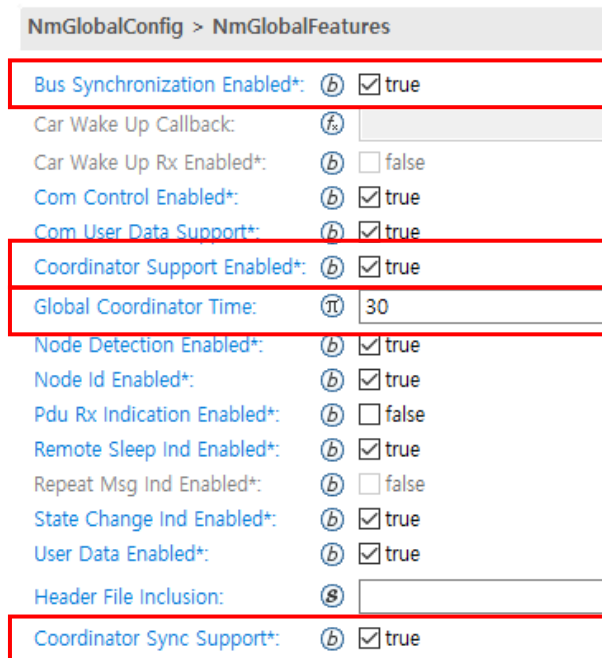 NmGlobalConfig > NmGlobalFeatures
Bus Synchronization Enabled*: b true
Car Wake Up Callback: fx
Car Wake Up Rx Enabled*: b false
Com Control Enabled*: b true
Com User Data Support*: b true
Coordinator Support Enabled*: b true
Global Coordinator Time: π 30
Node Detection Enabled*: b true
Node Id Enabled*: b true
Pdu Rx Indication Enabled*: b false
Remote Sleep Ind Enabled*: b true
Repeat Msg Ind Enabled*: b false
State Change Ind Enabled*: b true
User Data Enabled*: b true
Header File Inclusion: s
Coordinator Sync Support*: b true